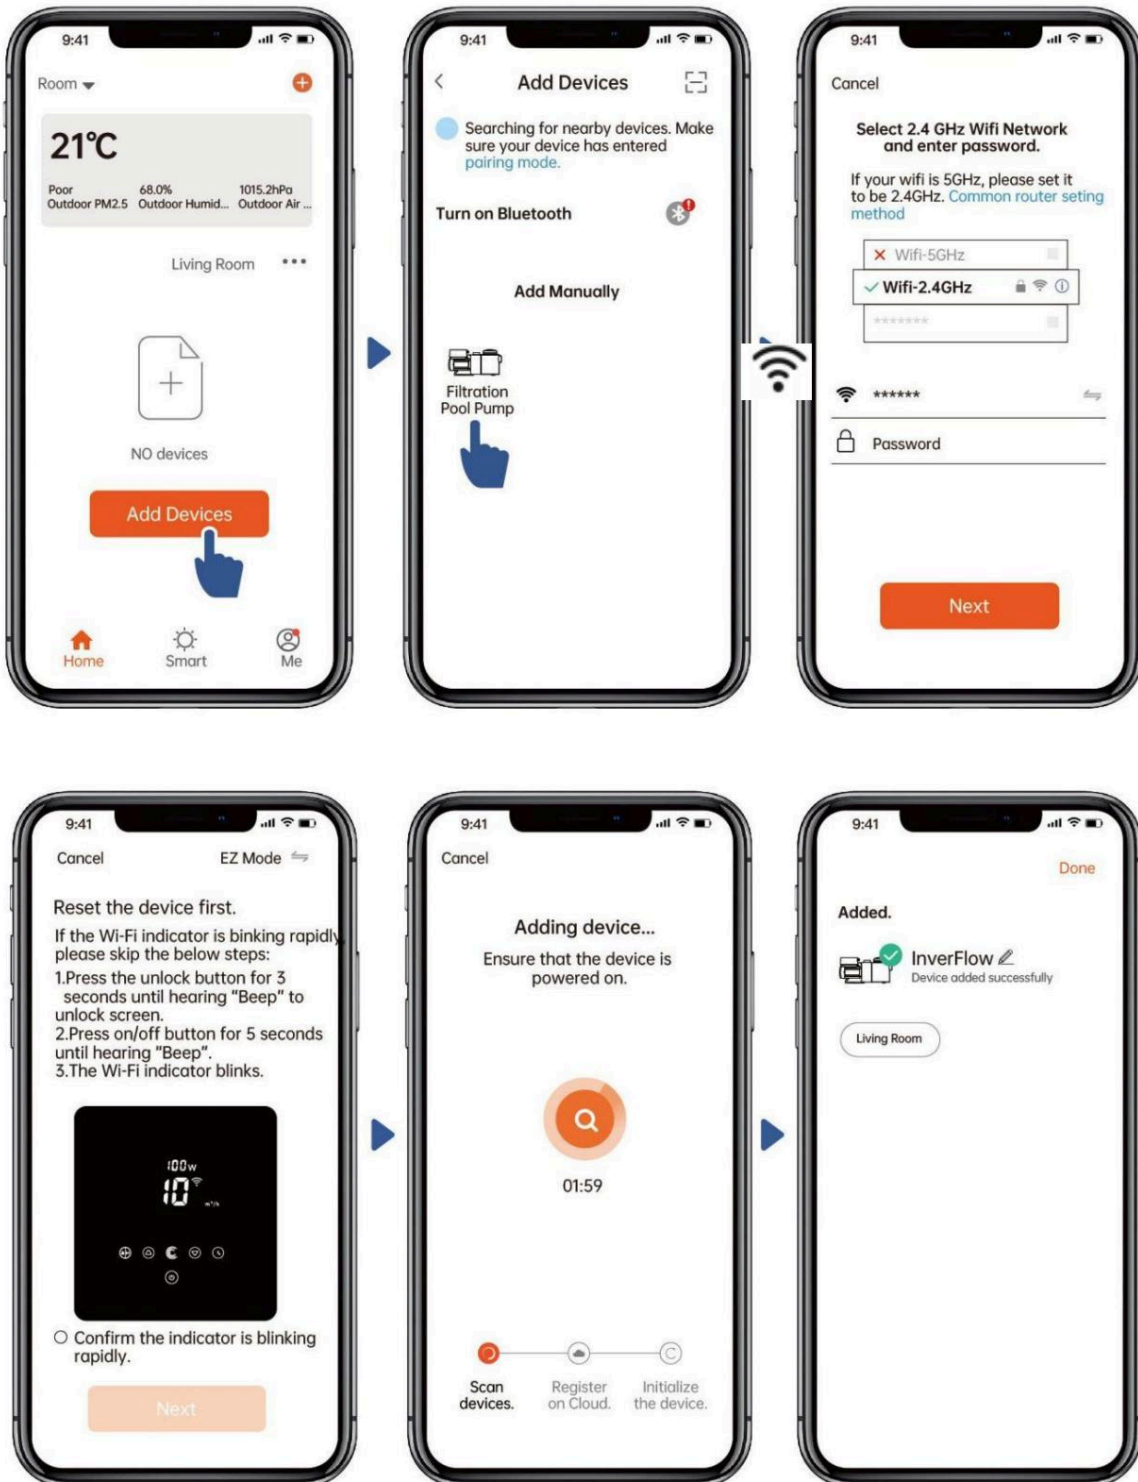 9:41
Room
21°C
Poor 68.0% 1015.2hPa
Outdoor PM2.5 Outdoor Humid... Outdoor Air ...
Living Room
NO devices
Add Devices
Home Smart Me
9:41
Add Devices
Searching for nearby devices. Make
sure your device has entered
pairing mode.
Turn on Bluetooth
Add Manually
Filtration
Pool Pump
9:41
Cancel
Select 2.4 GHz Wifi Network
and enter password.
If your wifi is 5GHz, please set it
to be 2.4GHz. Common router seting
method
Wifi-5GHz
Wifi-2.4GHz
*******
******
Password
Next
9:41
Cancel EZ Mode
Reset the device first.
If the Wi-Fi indicator is binking rapidly,
please skip the below steps:
1.Press the unlock button for 3
seconds until hearing "Beep" to
unlock screen.
2.Press on/off button for 5 seconds
until hearing "Beep".
3.The Wi-Fi indicator blinks.
100w
10
m³/h
Confirm the indicator is blinking
rapidly.
Next
9:41
Cancel
Adding device...
Ensure that the device is
powered on.
01:59
Scan
devices.
Register
on Cloud.
Initialize
the device.
9:41
Done
Added.
InverFlow
Device added successfully
Living Room